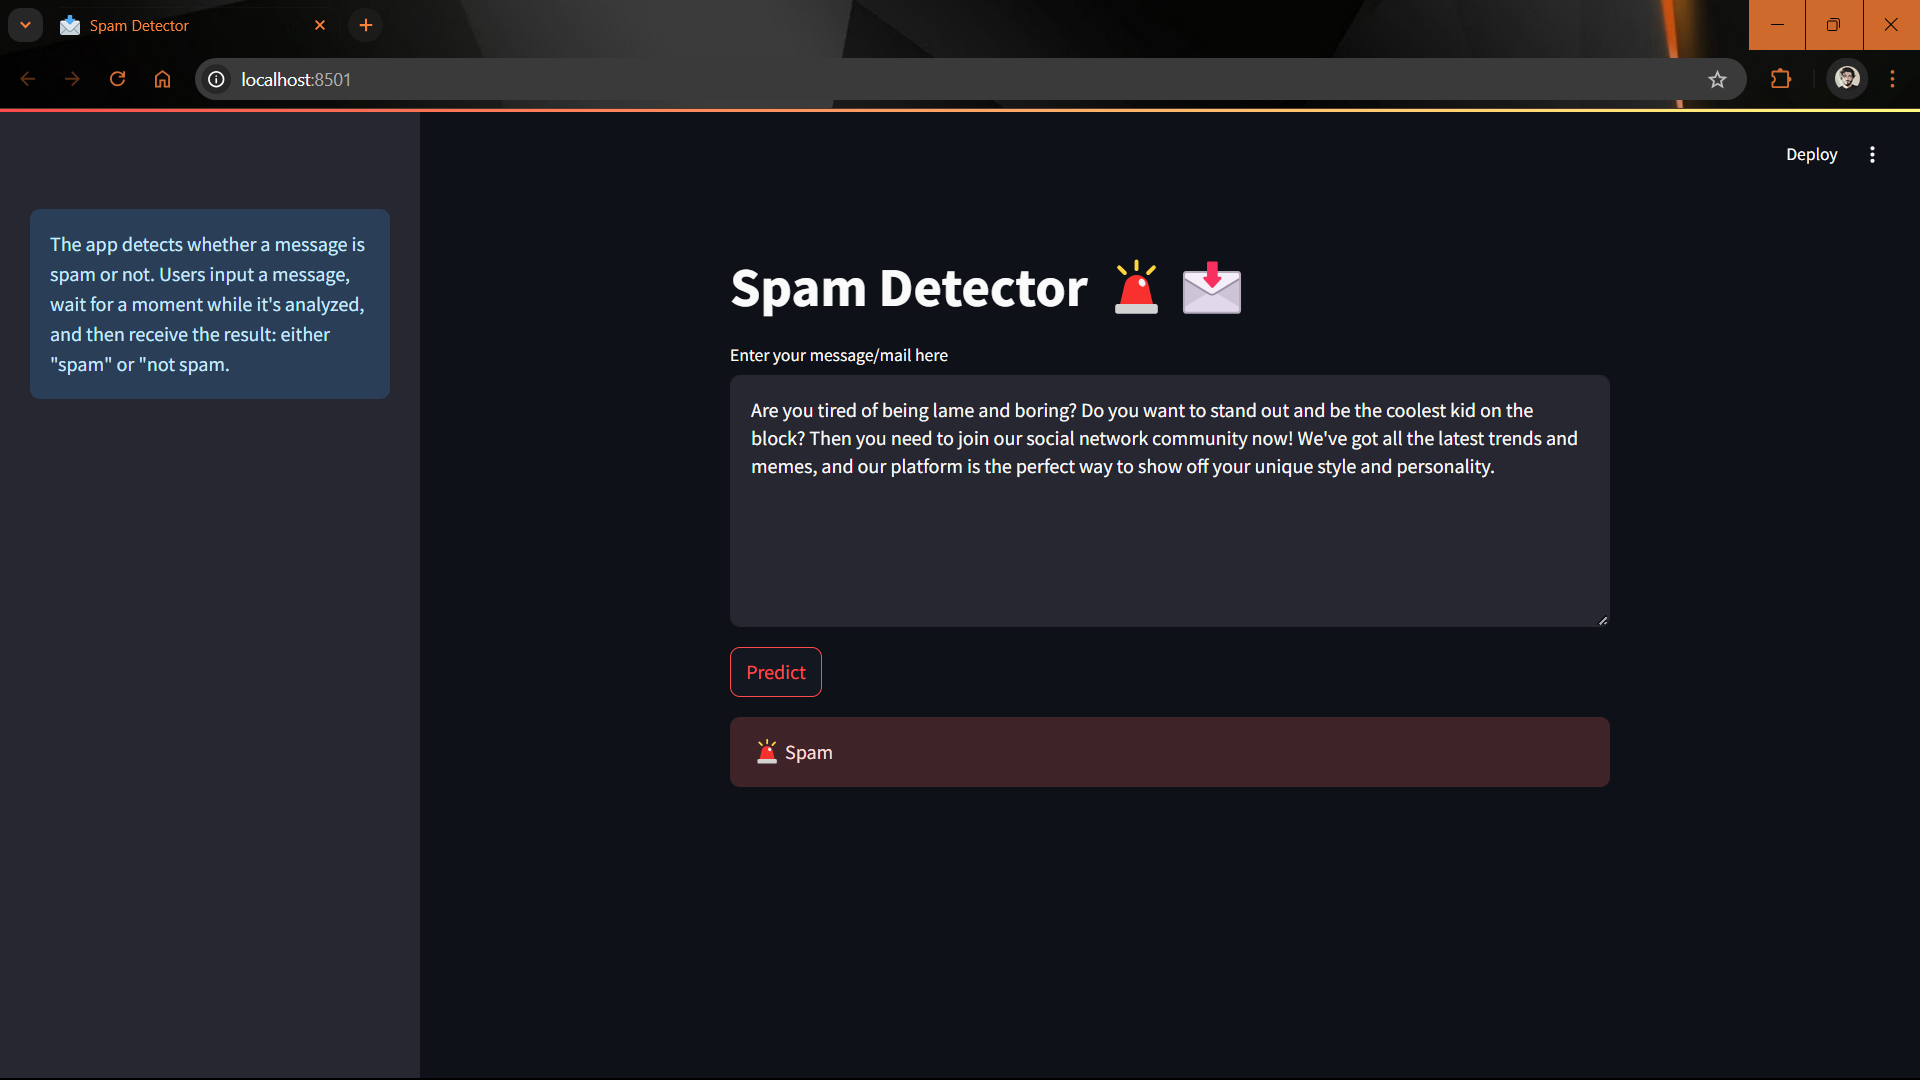 Spam Detector
localhost:8501
Deploy
The app detects whether a message is
spam or not. Users input a message,
wait for a moment while it's analyzed,
and then receive the result: either
"spam" or "not spam.
Spam Detector
Enter your message/mail here
Are you tired of being lame and boring? Do you want to stand out and be the coolest kid on the
block? Then you need to join our social network community now! We've got all the latest trends and
memes, and our platform is the perfect way to show off your unique style and personality.
Predict
Spam